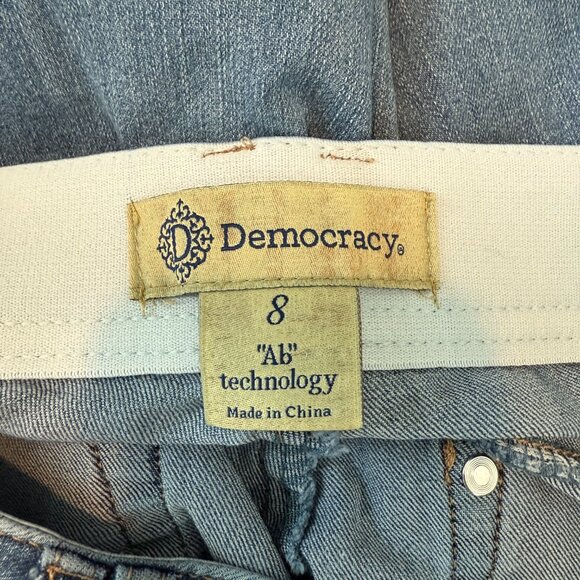 D Democracy®
8
"Ab"
technology
Made in China